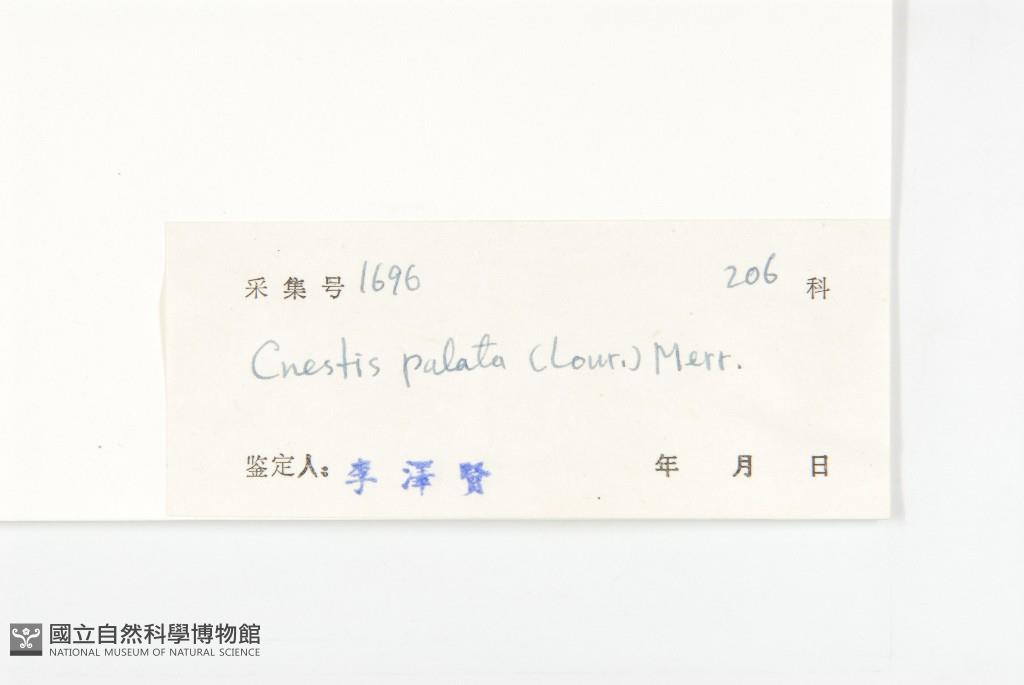 采集号 1696 206 科
Cnestis palata (Lour.) Merr.
鉴定人: 李澤賢 年 月 日
國立自然科學博物館
NATIONAL MUSEUM OF NATURAL SCIENCE